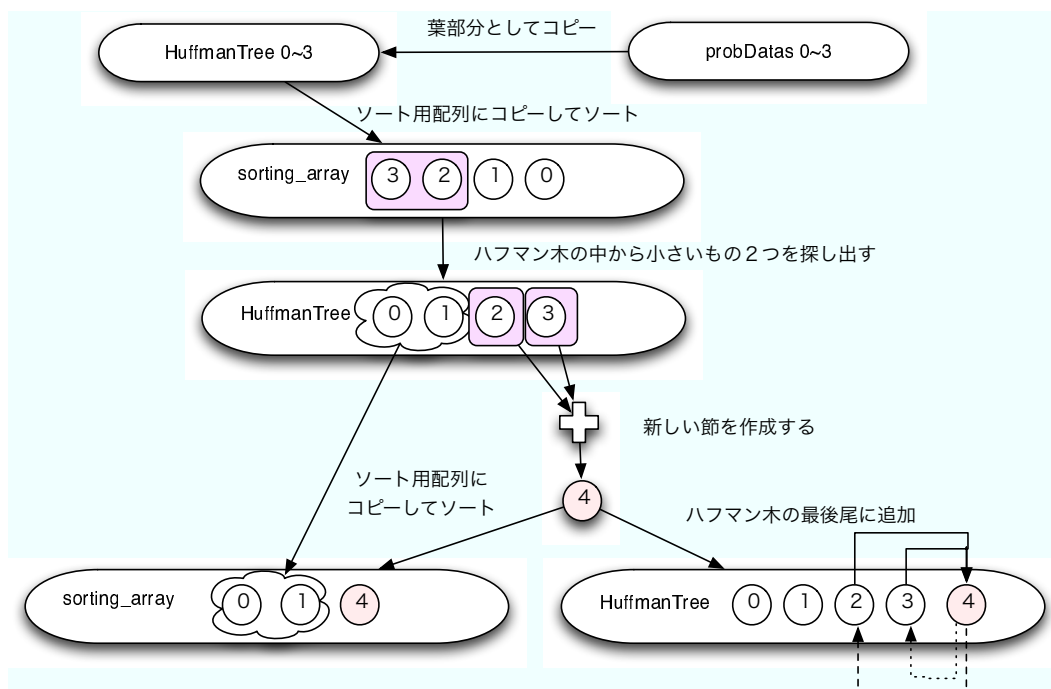 葉部分としてコピー
HuffmanTree 0~3
probDatas 0~3
ソート用配列にコピーしてソート
sorting_array 3 2 1 0
ハフマン木の中から小さいもの２つを探し出す
HuffmanTree 0 1 2 3
新しい節を作成する
ソート用配列に
コピーしてソート
4
ハフマン木の最後尾に追加
sorting_array 0 1 4
HuffmanTree 0 1 2 3 4